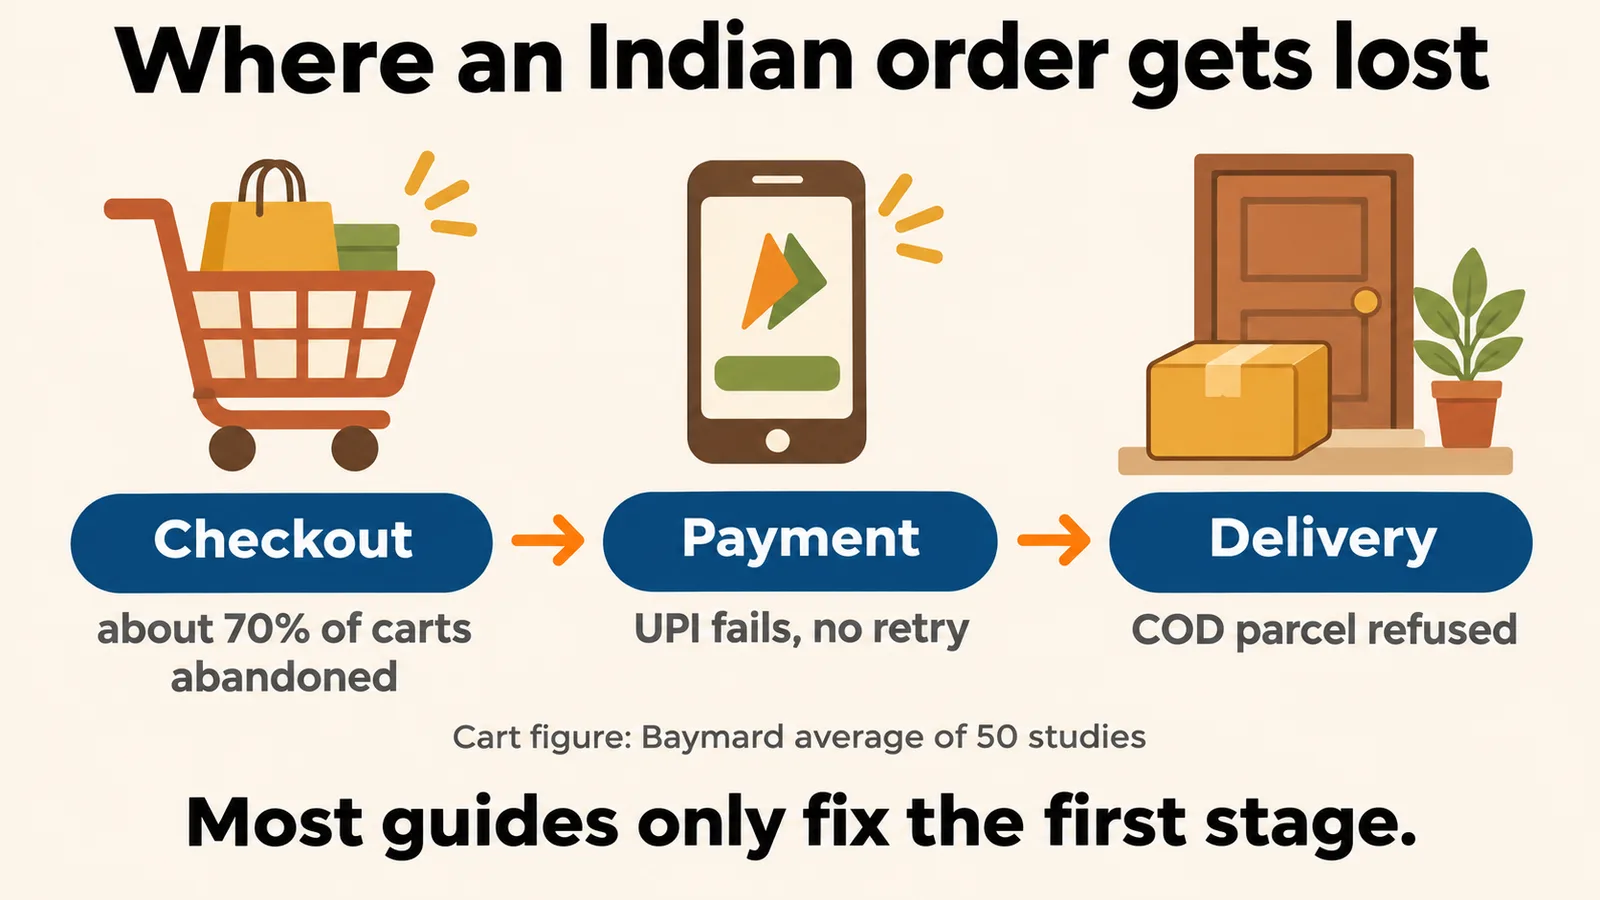 Where an Indian order gets lost
Checkout
Payment
Delivery
about 70% of carts
abandoned
UPI fails, no retry
COD parcel refused
Cart figure: Baymard average of 50 studies
Most guides only fix the first stage.